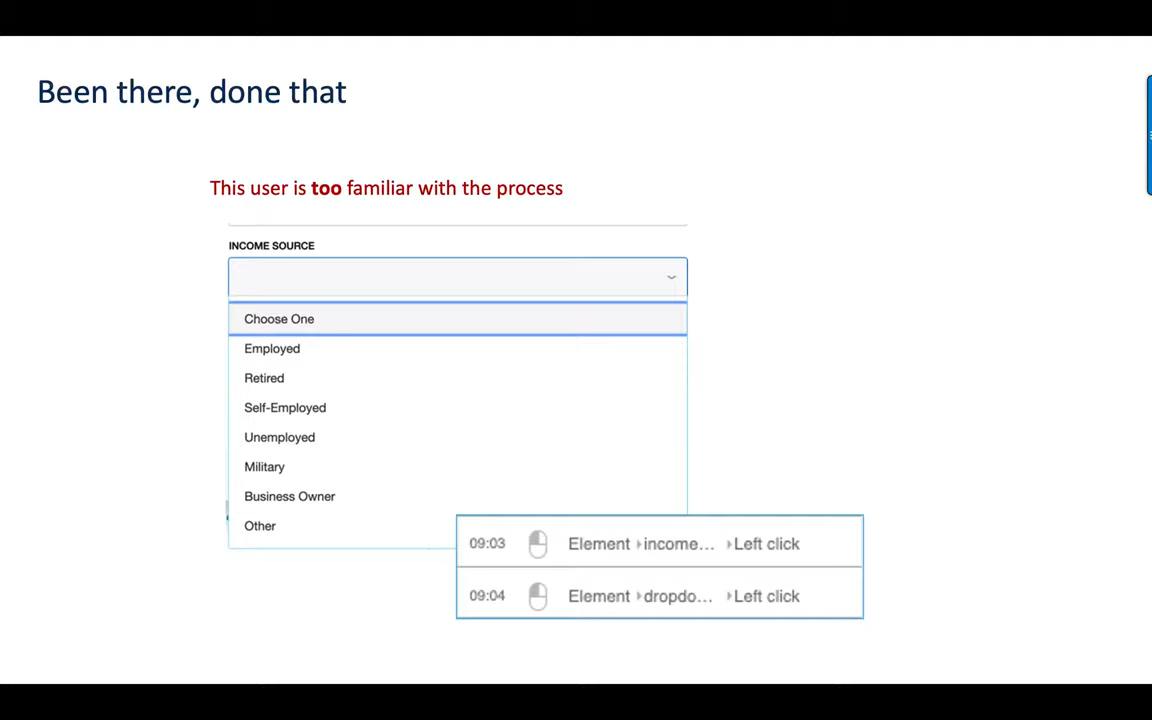 Been there, done that
This user is too familiar with the process
INCOME SOURCE
Choose One
Employed
Retired
Self-Employed
Unemployed
Military
Business Owner
Other
09:03 Element income... Left click
09:04 Element dropdo... Left click